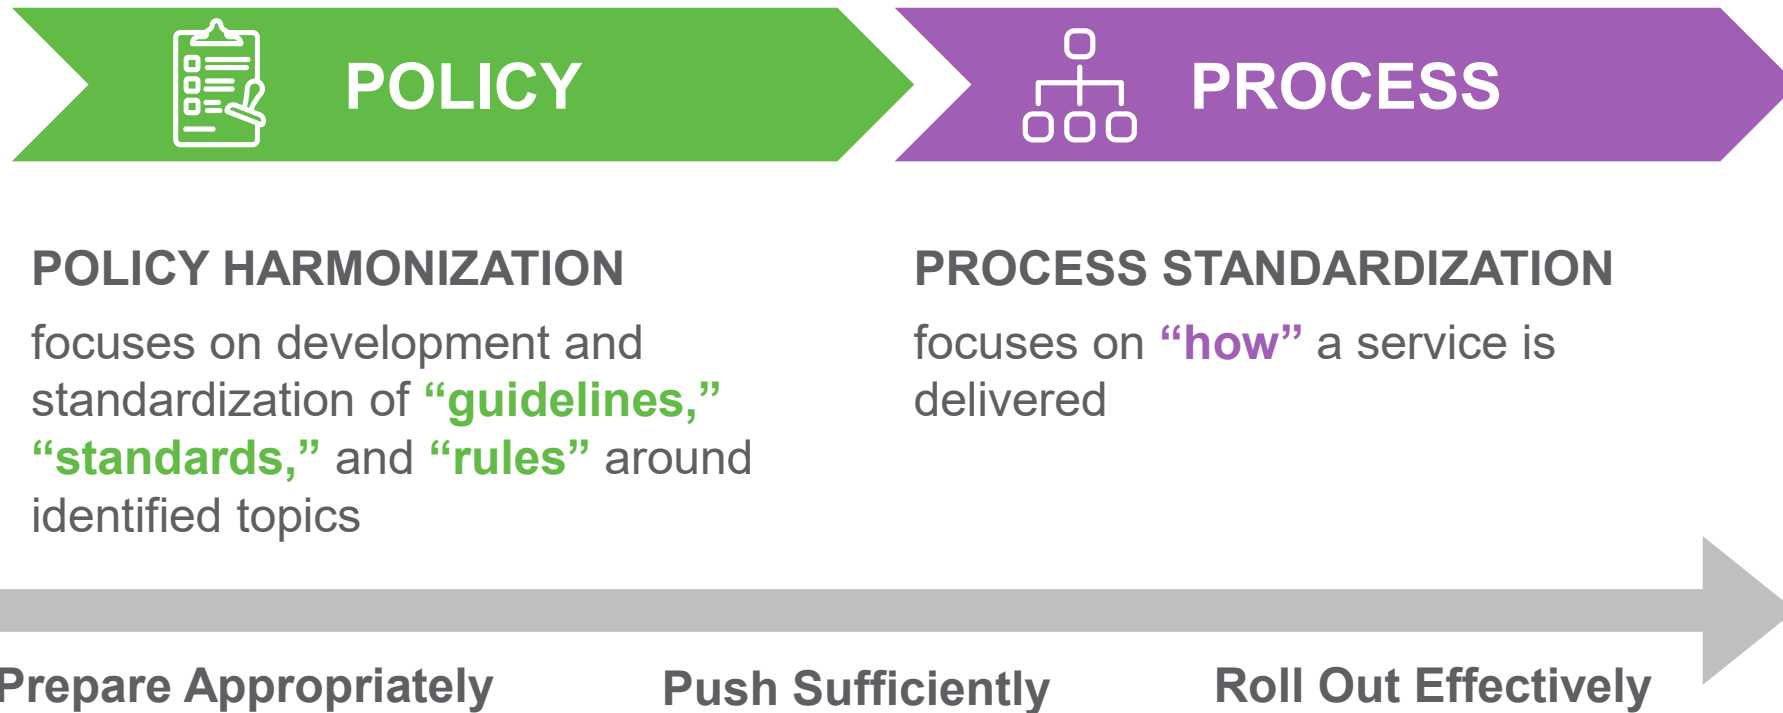 POLICY
PROCESS
POLICY HARMONIZATION
focuses on development and
standardization of “guidelines,”
“standards,” and “rules” around
identified topics
PROCESS STANDARDIZATION
focuses on “how” a service is
delivered
Prepare Appropriately
Push Sufficiently
Roll Out Effectively